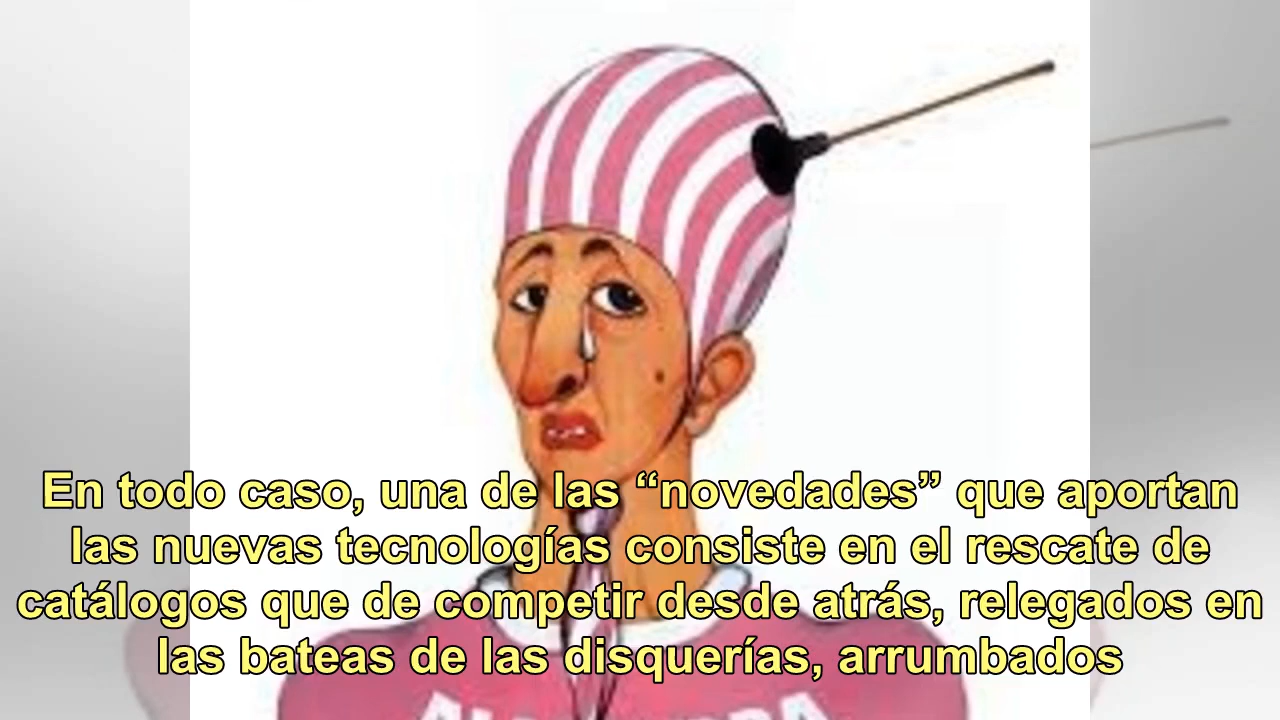 En todo caso, una de las “novedades” que aportan
las nuevas tecnologías consiste en el rescate de
catálogos que de competir desde atrás, relegados en
las bateas de las disquerías, arrumbados